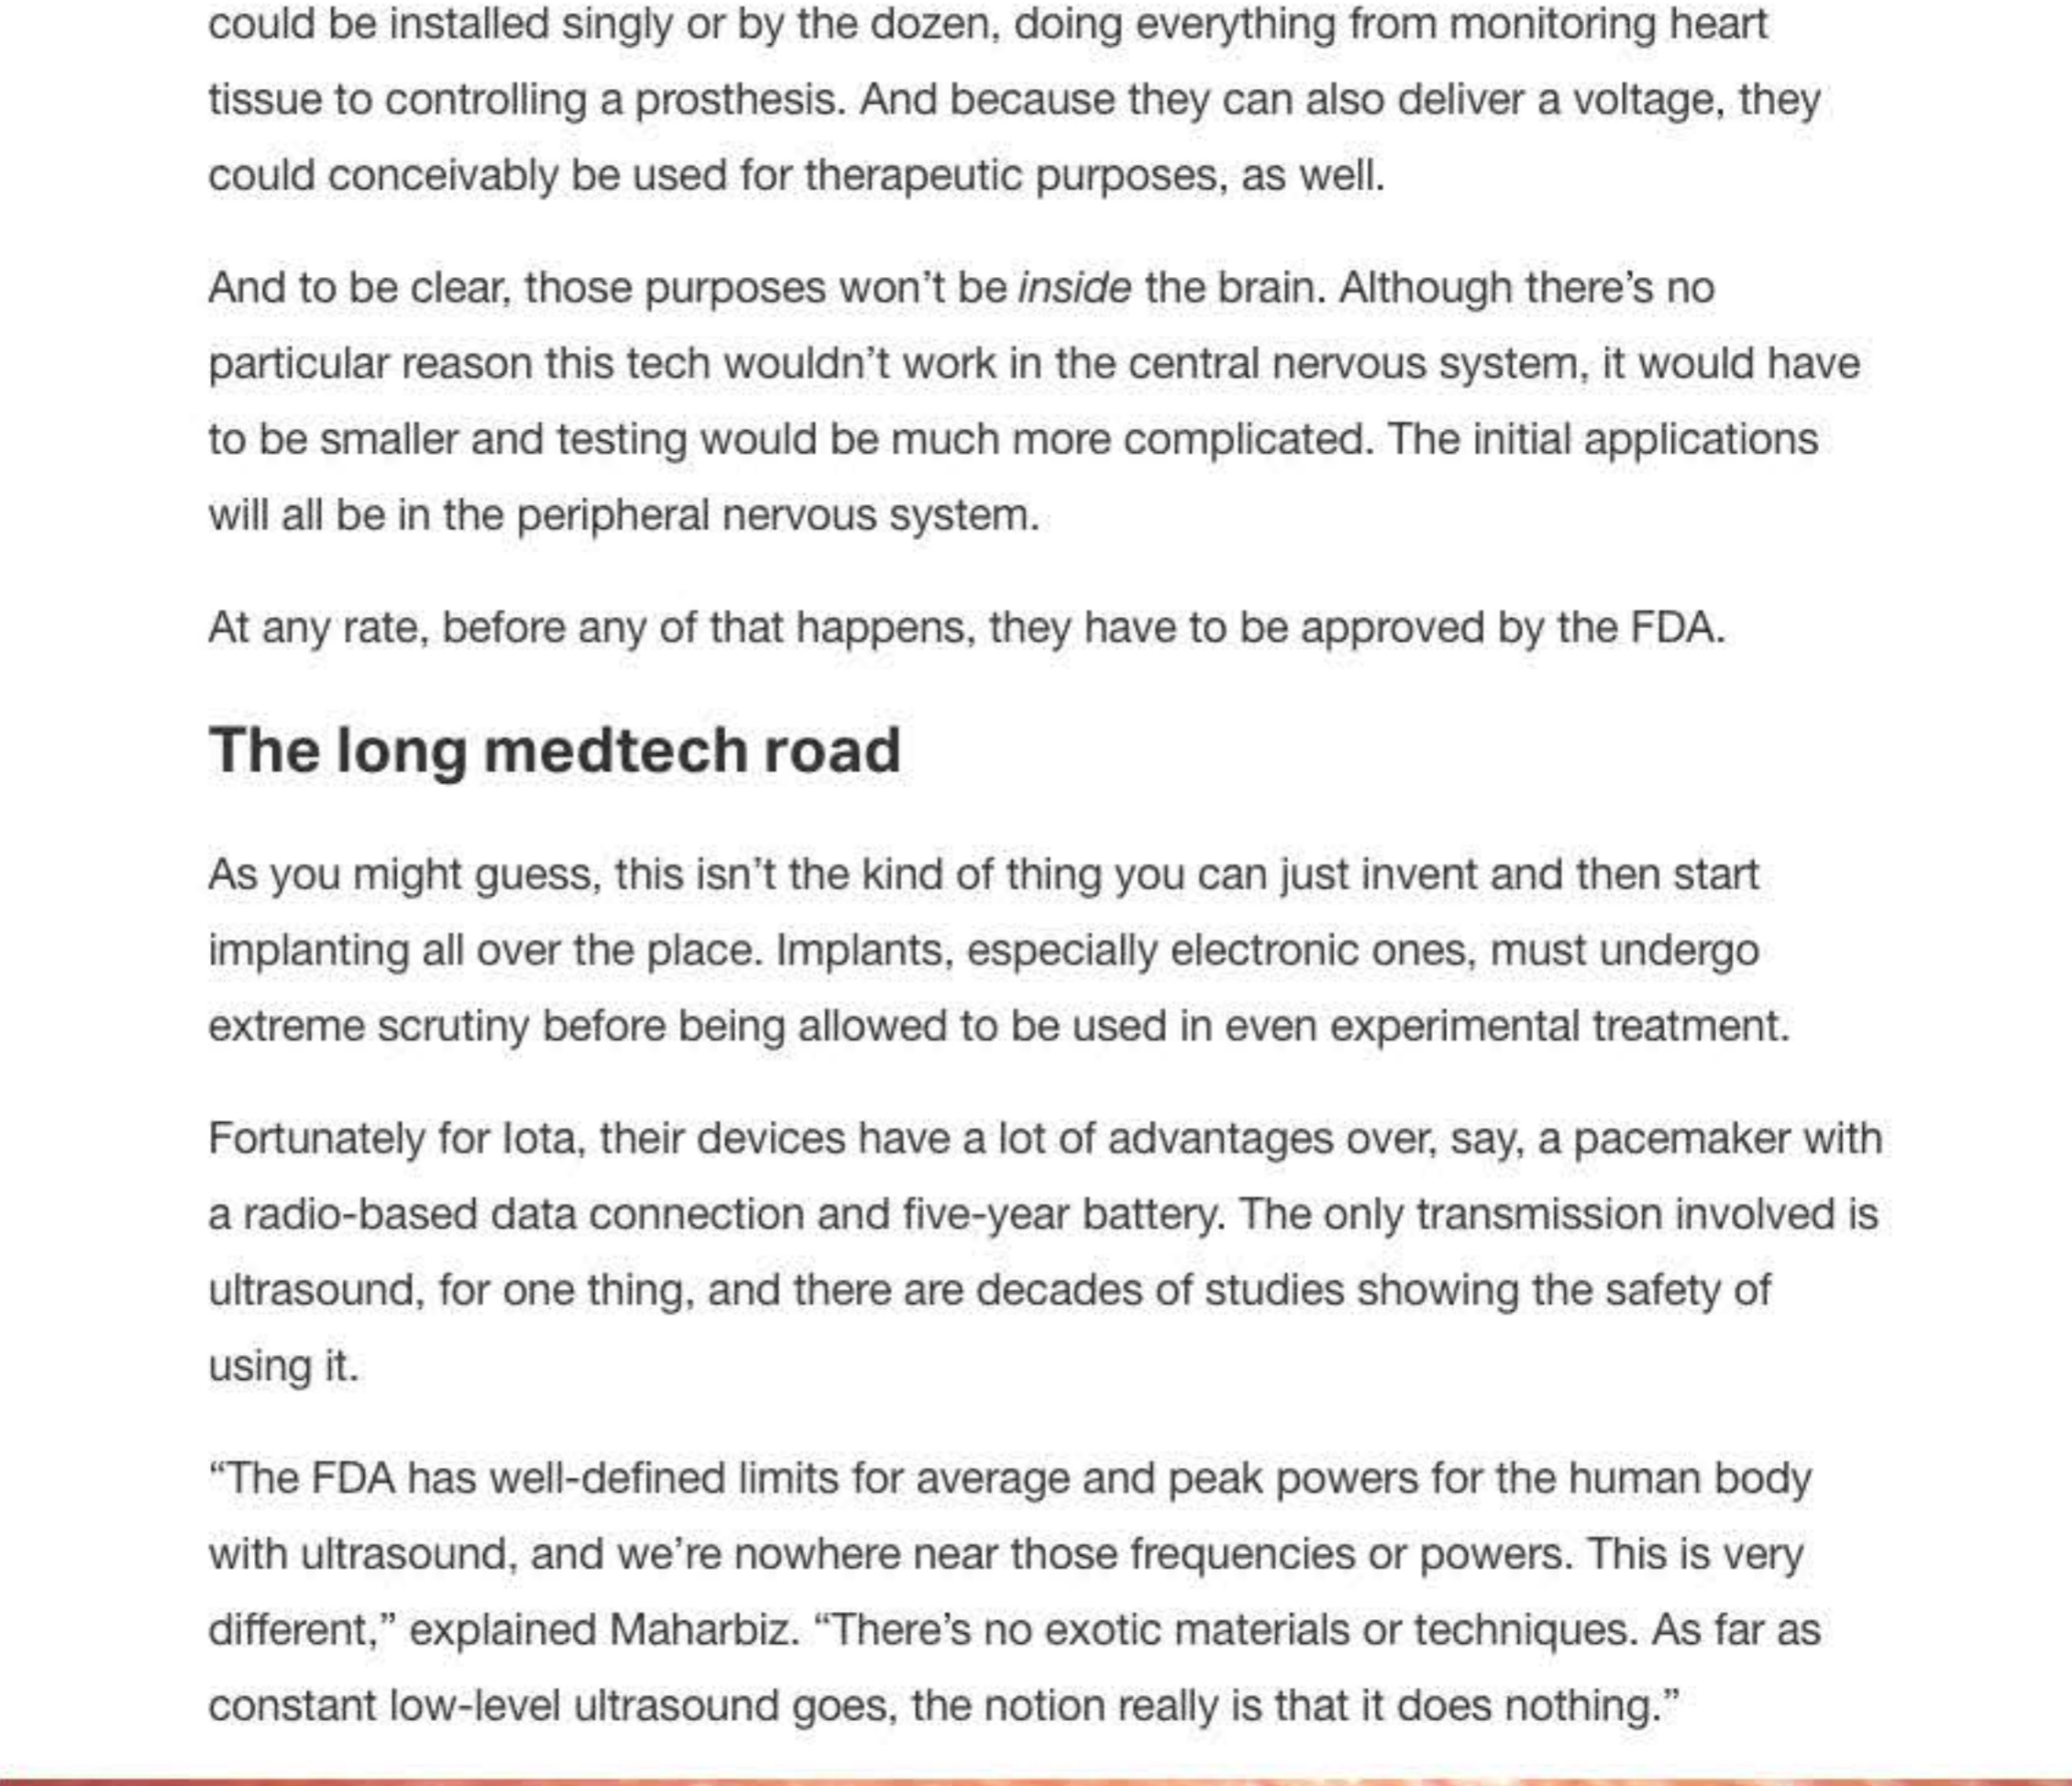 could be installed singly or by the dozen, doing everything from monitoring heart
tissue to controlling a prosthesis. And because they can also deliver a voltage, they
could conceivably be used for therapeutic purposes, as well.
And to be clear, those purposes won’t be inside the brain. Although there’s no
particular reason this tech wouldn’t work in the central nervous system, it would have
to be smaller and testing would be much more complicated. The initial applications
will all be in the peripheral nervous system.
At any rate, before any of that happens, they have to be approved by the FDA.
The long medtech road
As you might guess, this isn’t the kind of thing you can just invent and then start
implanting all over the place. Implants, especially electronic ones, must undergo
extreme scrutiny before being allowed to be used in even experimental treatment.
Fortunately for Iota, their devices have a lot of advantages over, say, a pacemaker with
a radio-based data connection and five-year battery. The only transmission involved is
ultrasound, for one thing, and there are decades of studies showing the safety of
using it.
“The FDA has well-defined limits for average and peak powers for the human body
with ultrasound, and we’re nowhere near those frequencies or powers. This is very
different,” explained Maharbiz. “There’s no exotic materials or techniques. As far as
constant low-level ultrasound goes, the notion really is that it does nothing.”